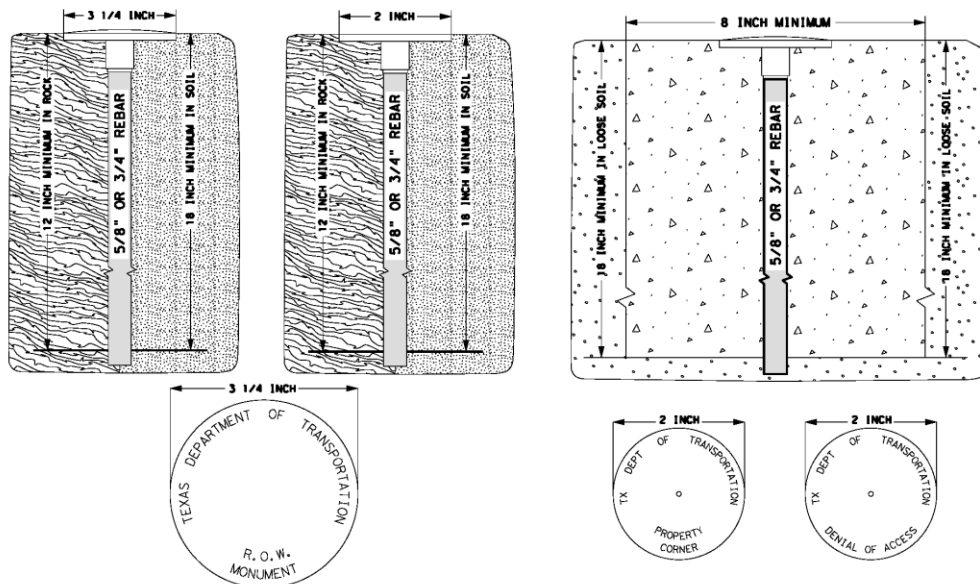 3 1/4 INCH
12 INCH MINIMUM IN ROCK
5/8" OR 3/4" REBAR
18 INCH MINIMUM IN SOIL
2 INCH
12 INCH MINIMUM IN ROCK
5/8" OR 3/4" REBAR
18 INCH MINIMUM IN SOIL
8 INCH MINIMUM
18 INCH MINIMUM IN LOOSE SOIL
5/8" OR 3/4" REBAR
18 INCH MINIMUM IN LOOSE SOIL
3 1/4 INCH
TEXAS DEPARTMENT OF TRANSPORTATION
R.O.W.
MONUMENT
2 INCH
TX DEPT OF TRANSPORTATION
PROPERTY
CORNER
2 INCH
TX DEPT OF TRANSPORTATION
DENIAL OF ACCESS